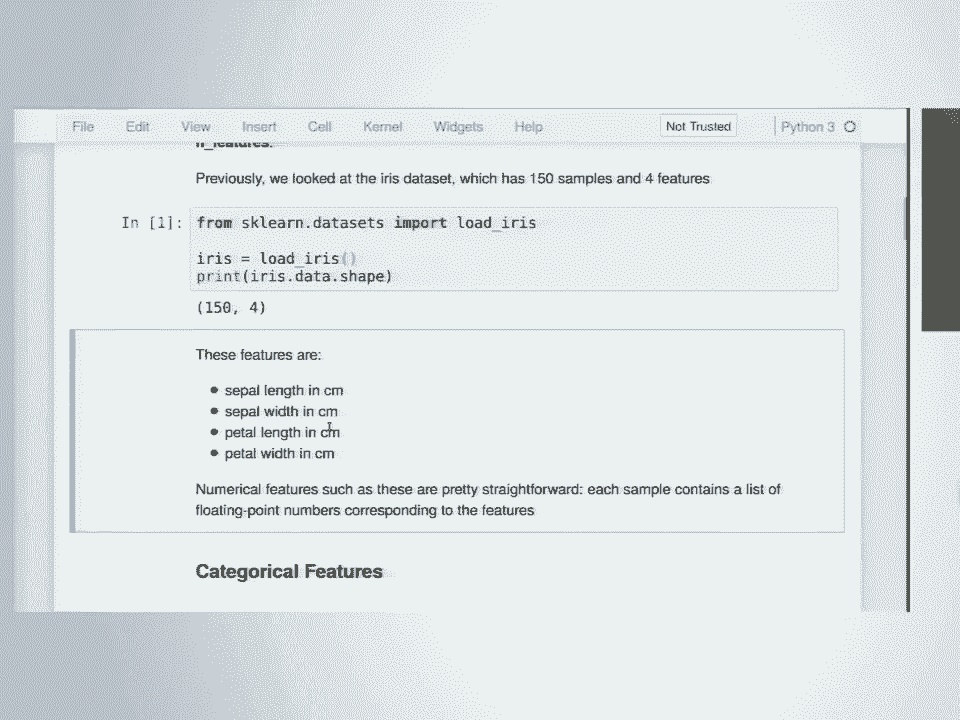 File Edit View Insert Cell Kernel Widgets Help Not Trusted Python 3
n_features.
Previously, we looked at the iris dataset, which has 150 samples and 4 features
In [1]: from sklearn.datasets import load_iris
iris = load_iris()
print(iris.data.shape)
(150, 4)
These features are:
• sepal length in cm
• sepal width in cm
• petal length in cm
• petal width in cm
Numerical features such as these are pretty straightforward: each sample contains a list of
floating-point numbers corresponding to the features
Categorical Features